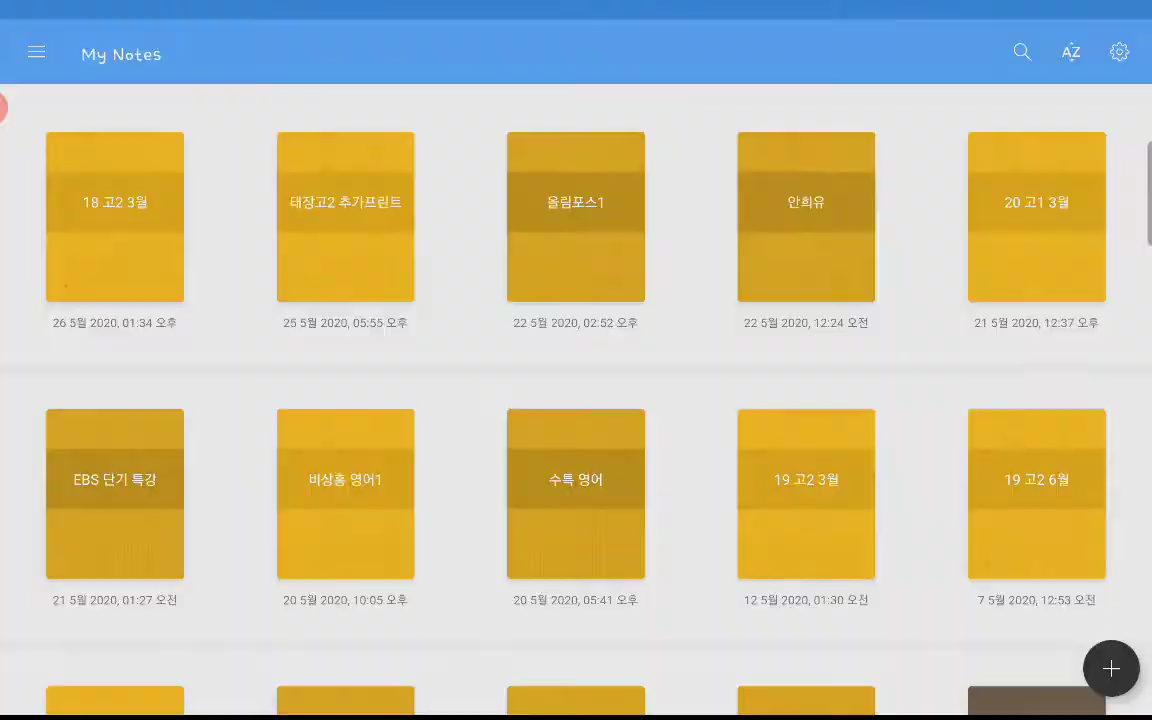 My Notes
AZ
18 고2 3월
태장고2 추가프린트
올림포스1
안희유
20 고1 3월
26 5월 2020, 01:34 오후
25 5월 2020, 05:55 오후
22 5월 2020, 02:52 오후
22 5월 2020, 12:24 오전
21 5월 2020, 12:37 오후
EBS 단기 특강
비상홍 영어1
수특 영어
19 고2 3월
19 고2 6월
21 5월 2020, 01:27 오전
20 5월 2020, 10:05 오후
20 5월 2020, 05:41 오후
12 5월 2020, 01:30 오전
7 5월 2020, 12:53 오전